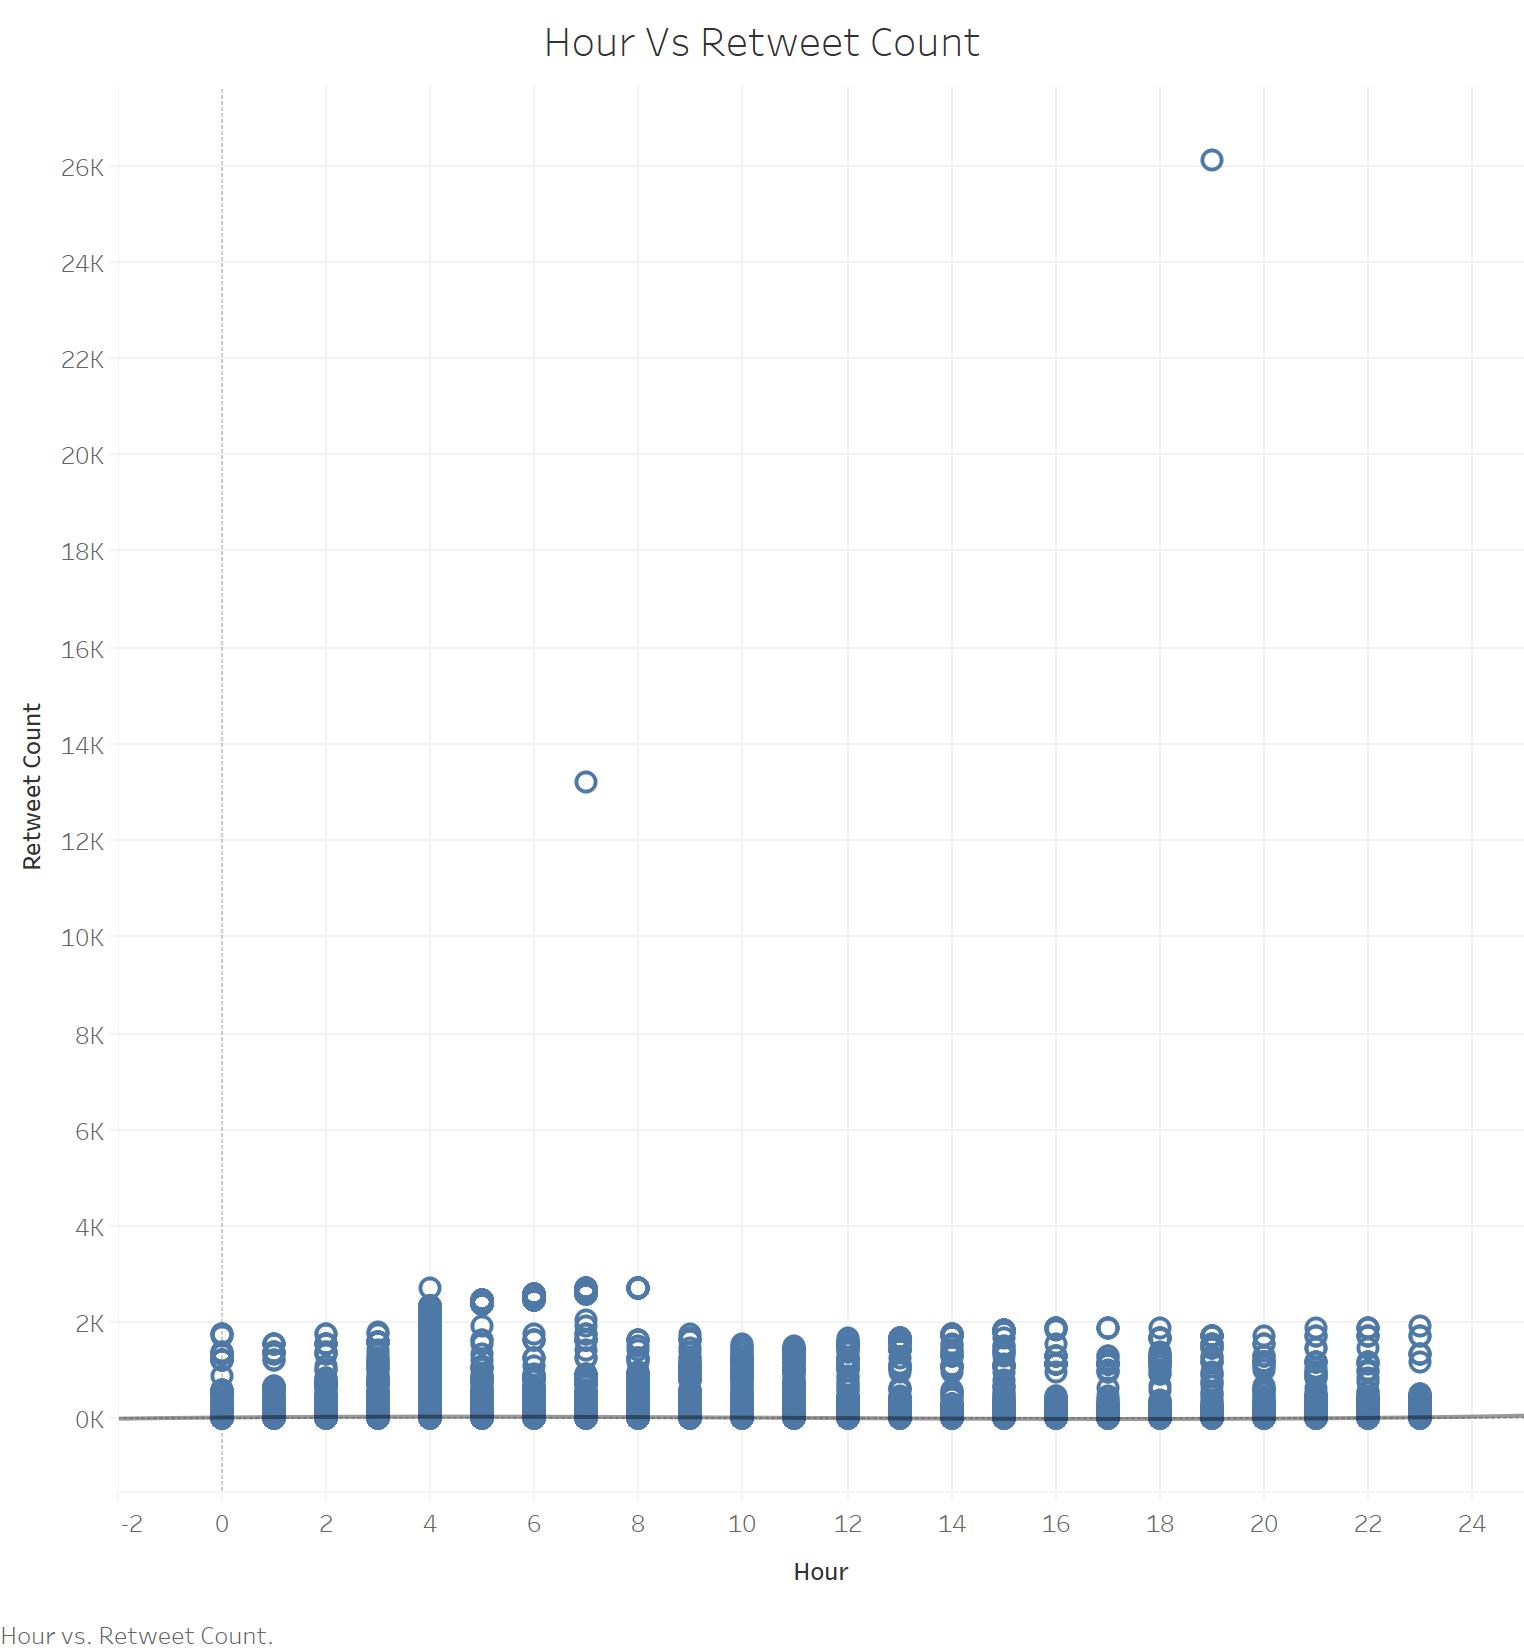 Hour Vs Retweet Count
26K
24K
22K
20K
18K
16K
14K
12K
10K
8K
6K
4K
2K
0K
Retweet Count
-2 0 2 4 6 8 10 12 14 16 18 20 22 24
Hour
Hour vs. Retweet Count.